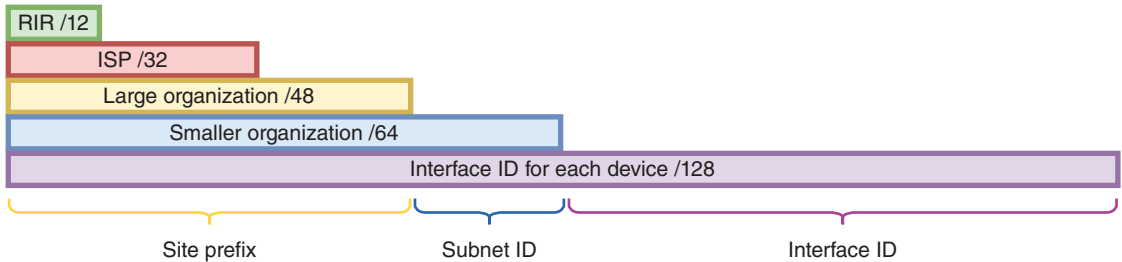 RIR /12
ISP /32
Large organization /48
Smaller organization /64
Interface ID for each device /128
Site prefix
Subnet ID
Interface ID